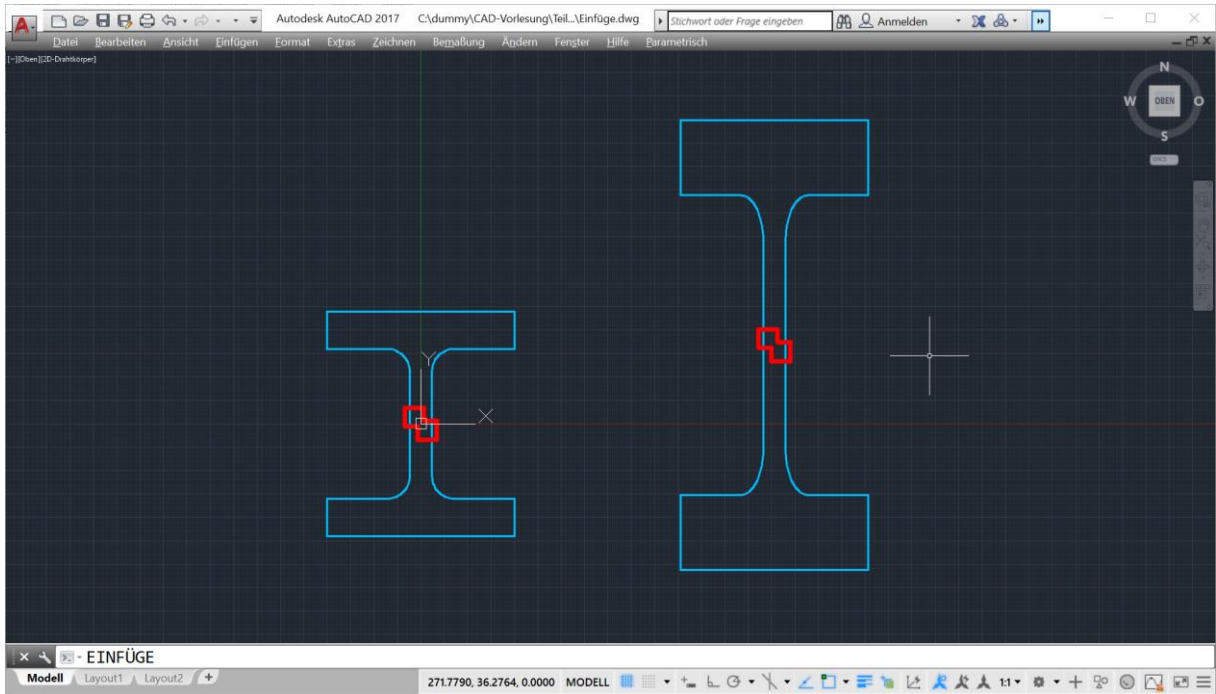 A
Autodesk AutoCAD 2017 C:\dummy\CAD-Vorlesung\Teil...\Einfüge.dwg
Stichwort oder Frage eingeben
Anmelden
Datei Bearbeiten Ansicht Einfügen Format Extras Zeichnen Bemaßung Ändern Fenster Hilfe Parametrisch
[−][Oben][2D-Drahtkörper]
N
W OBEN O
S
Y
X
EINFÜGE
Modell Layout1 Layout2 +
271.7790, 36.2764, 0.0000 MODELL 1:1